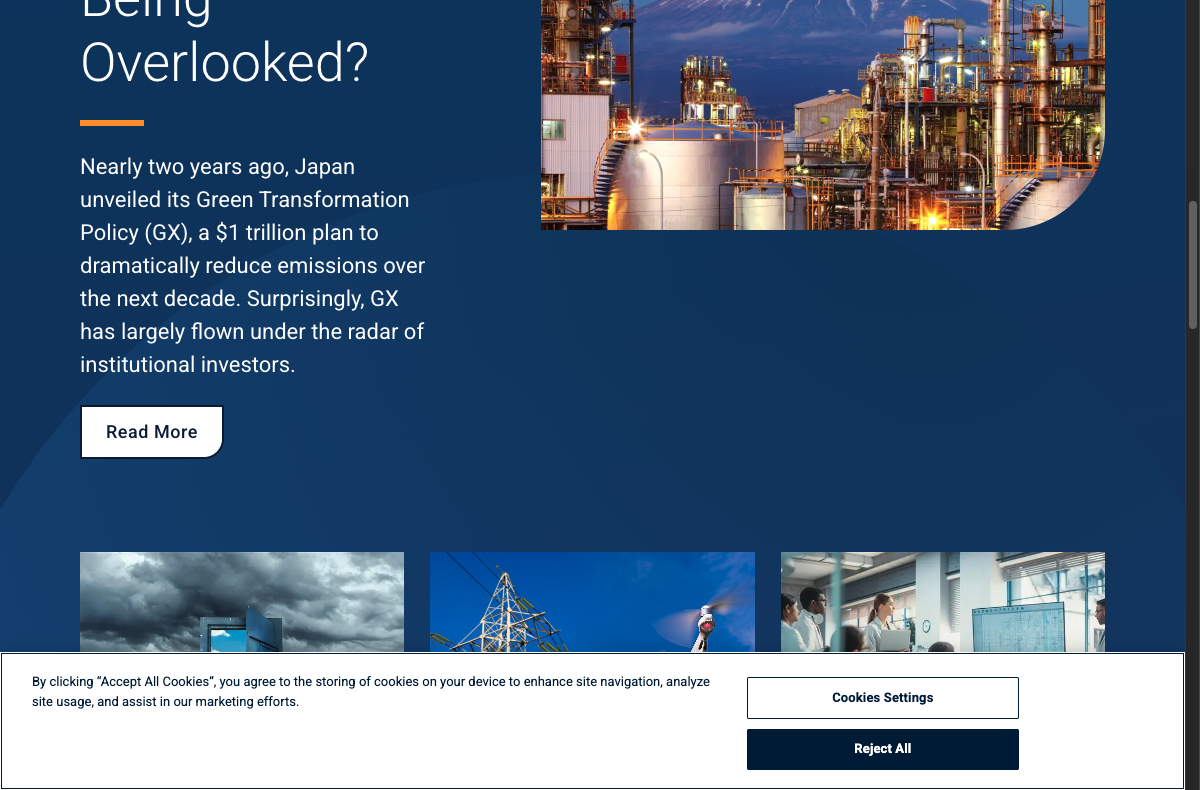 Being
Overlooked?
Nearly two years ago, Japan
unveiled its Green Transformation
Policy (GX), a $1 trillion plan to
dramatically reduce emissions over
the next decade. Surprisingly, GX
has largely flown under the radar of
institutional investors.
Read More
By clicking “Accept All Cookies”, you agree to the storing of cookies on your device to enhance site navigation, analyze
site usage, and assist in our marketing efforts.
Cookies Settings
Reject All